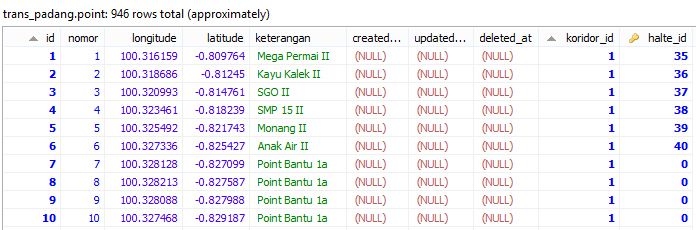 trans_padang.point: 946 rows total (approximately)
id nomor longitude latitude keterangan created... updated... deleted_at koridor_id halte_id
1 1 100.316159 -0.809764 Mega Permai II (NULL) (NULL) (NULL) 1 35
2 2 100.318686 -0.81245 Kayu Kalek II (NULL) (NULL) (NULL) 1 36
3 3 100.320993 -0.814761 SGO II (NULL) (NULL) (NULL) 1 37
4 4 100.323461 -0.818239 SMP 15 II (NULL) (NULL) (NULL) 1 38
5 5 100.325492 -0.821743 Monang II (NULL) (NULL) (NULL) 1 39
6 6 100.327336 -0.825427 Anak Air II (NULL) (NULL) (NULL) 1 40
7 7 100.328128 -0.827099 Point Bantu 1a (NULL) (NULL) (NULL) 1 0
8 8 100.328213 -0.827587 Point Bantu 1a (NULL) (NULL) (NULL) 1 0
9 9 100.328088 -0.827988 Point Bantu 1a (NULL) (NULL) (NULL) 1 0
10 10 100.327468 -0.829187 Point Bantu 1a (NULL) (NULL) (NULL) 1 0